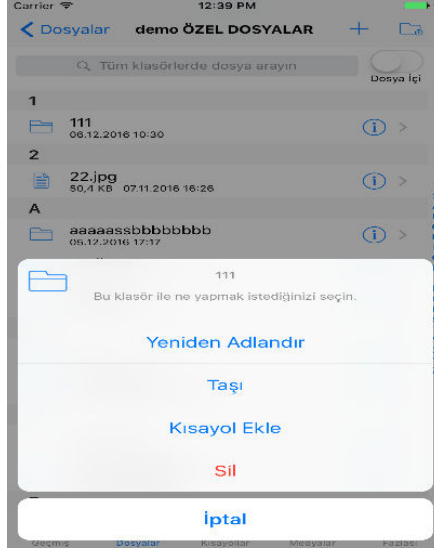 Carrier 12:39 PM
Dosyalar demo ÖZEL DOSYALAR
Tüm klasörlerde dosya arayın
Dosya İçi
1
111
06.12.2016 10:30
2
22.jpg
50,4 KB 07.11.2016 16:26
A
aaaaassbbbbbbbb
05.12.2016 17:17
111
Bu klasör ile ne yapmak istediğinizi seçin.
Yeniden Adlandır
Taşı
Kısayol Ekle
Sil
İptal
Geçmiş Dosyalar Kısayollar Medyalar Fazlası